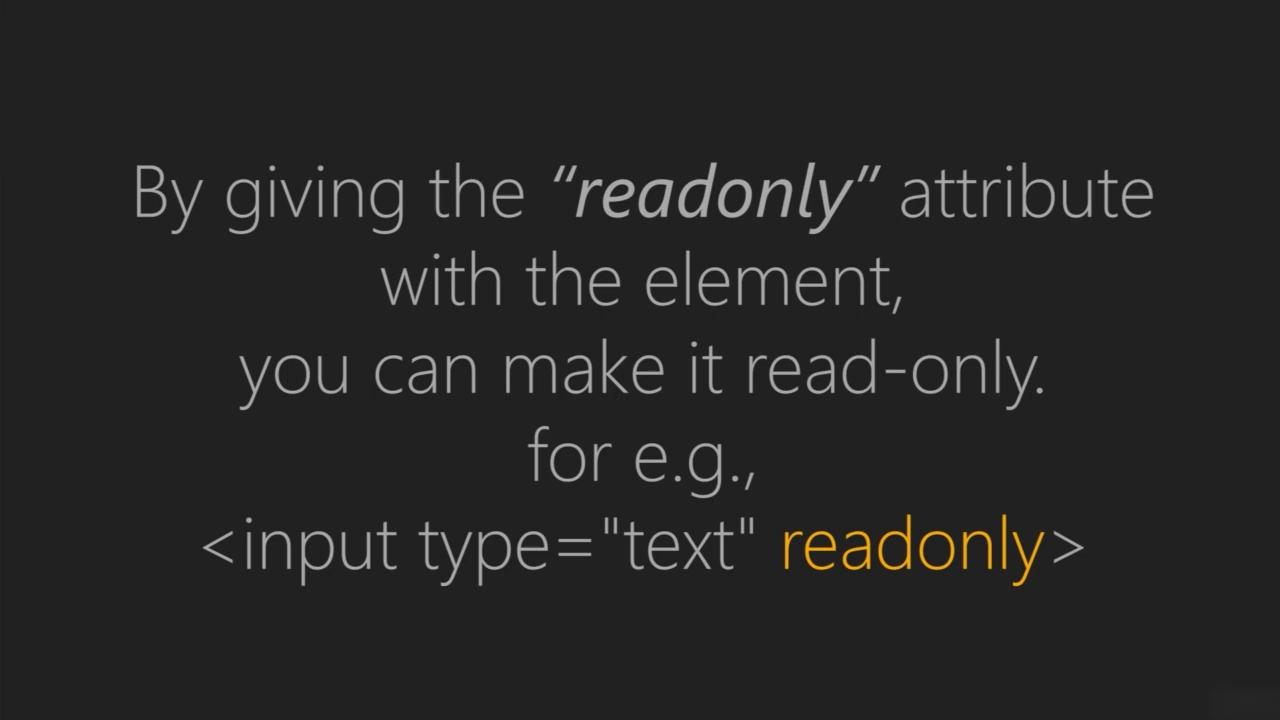 By giving the “readonly” attribute
with the element,
you can make it read-only.
for e.g.,
<input type="text" readonly>